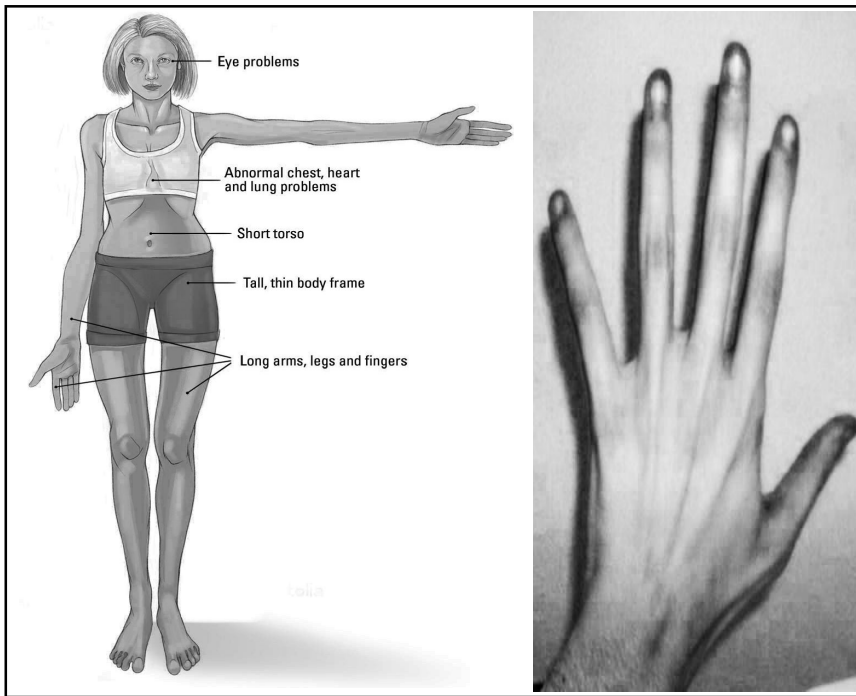 Eye problems
Abnormal chest, heart
and lung problems
Short torso
Tall, thin body frame
Long arms, legs and fingers